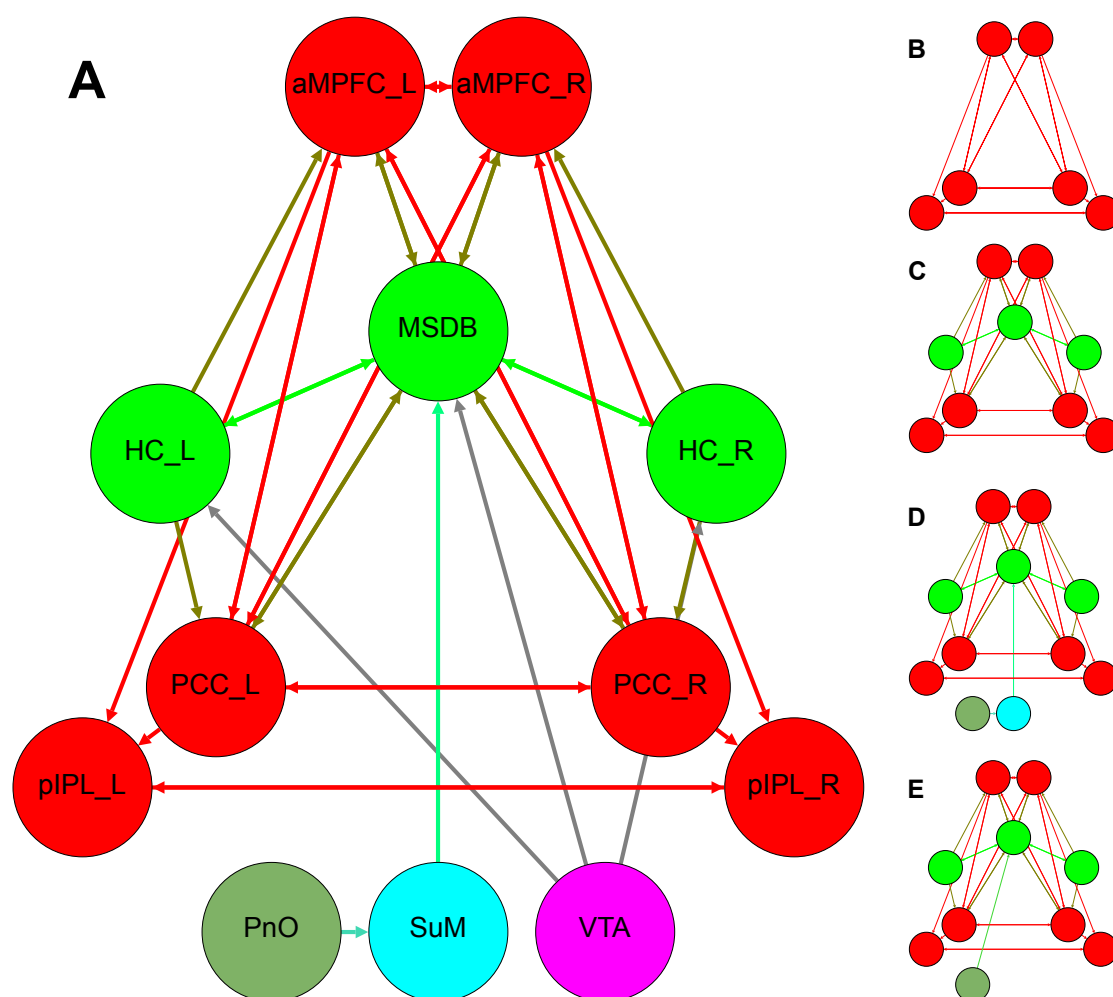 A
aMPFC_L
aMPFC_R
MSDB
HC_L
HC_R
PCC_L
PCC_R
pIPL_L
pIPL_R
PnO
SuM
VTA
B
C
D
E